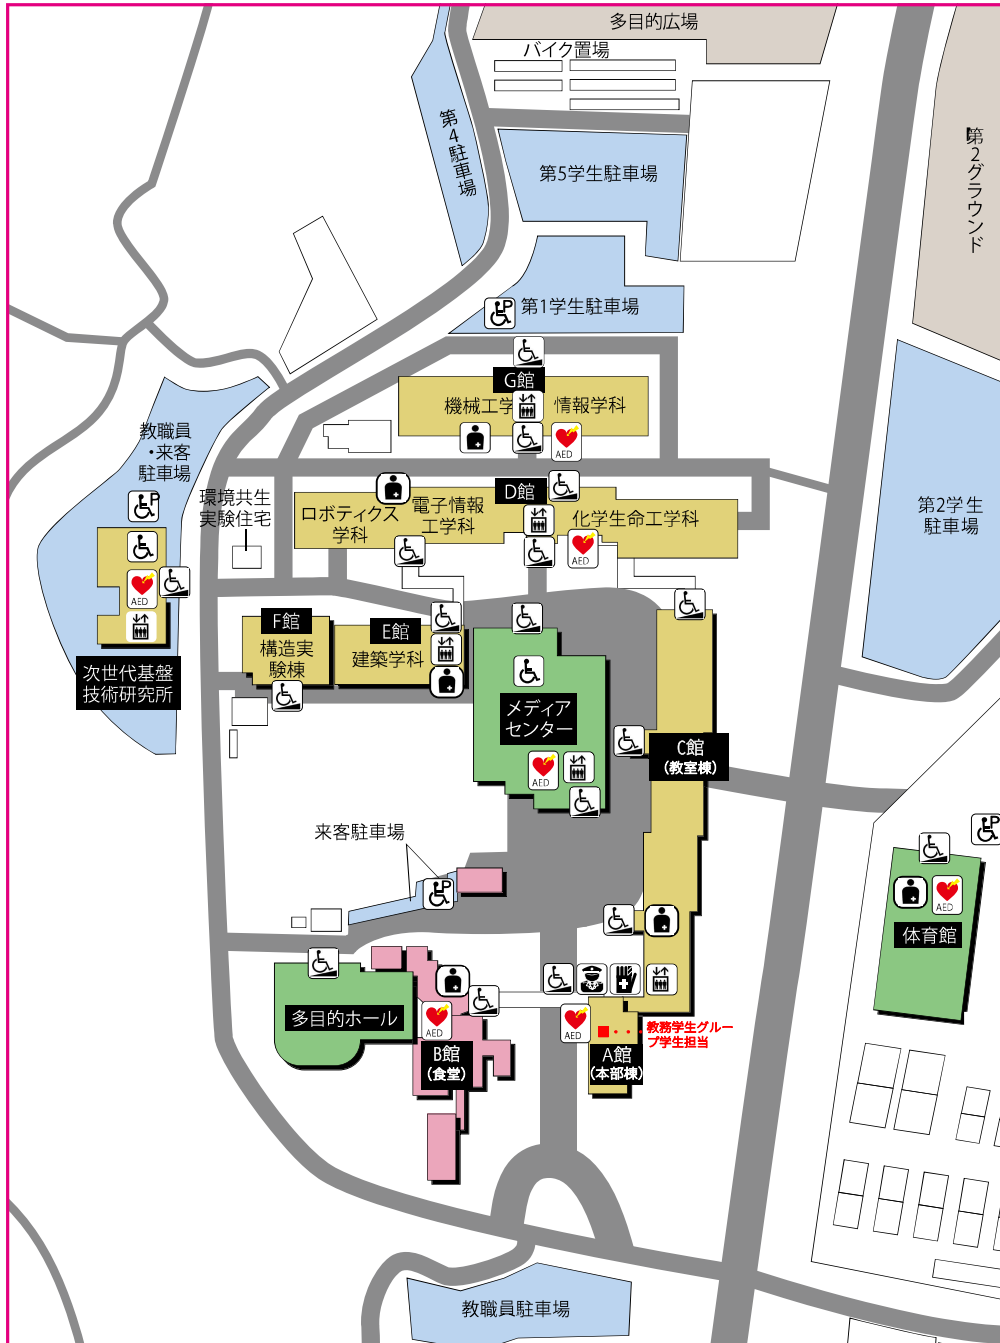 多目的広場
バイク置場
第4駐車場
第5学生駐車場
第2グラウンド
P
第1学生駐車場
G館
機械工学
情報学科
AED
教職員
・来客
駐車場
P
環境共生
実験住宅
D館
ロボティクス
学科
電子情報
工学科
化学生命工学科
AED
第2学生
駐車場
AED
次世代基盤
技術研究所
F館
構造実
験棟
E館
建築学科
メディア
センター
AED
C館
(教室棟)
来客駐車場
P
P
AED
体育館
多目的ホール
AED
B館
(食堂)
AED
教務学生グルー
プ学生担当
A館
(本部棟)
教職員駐車場